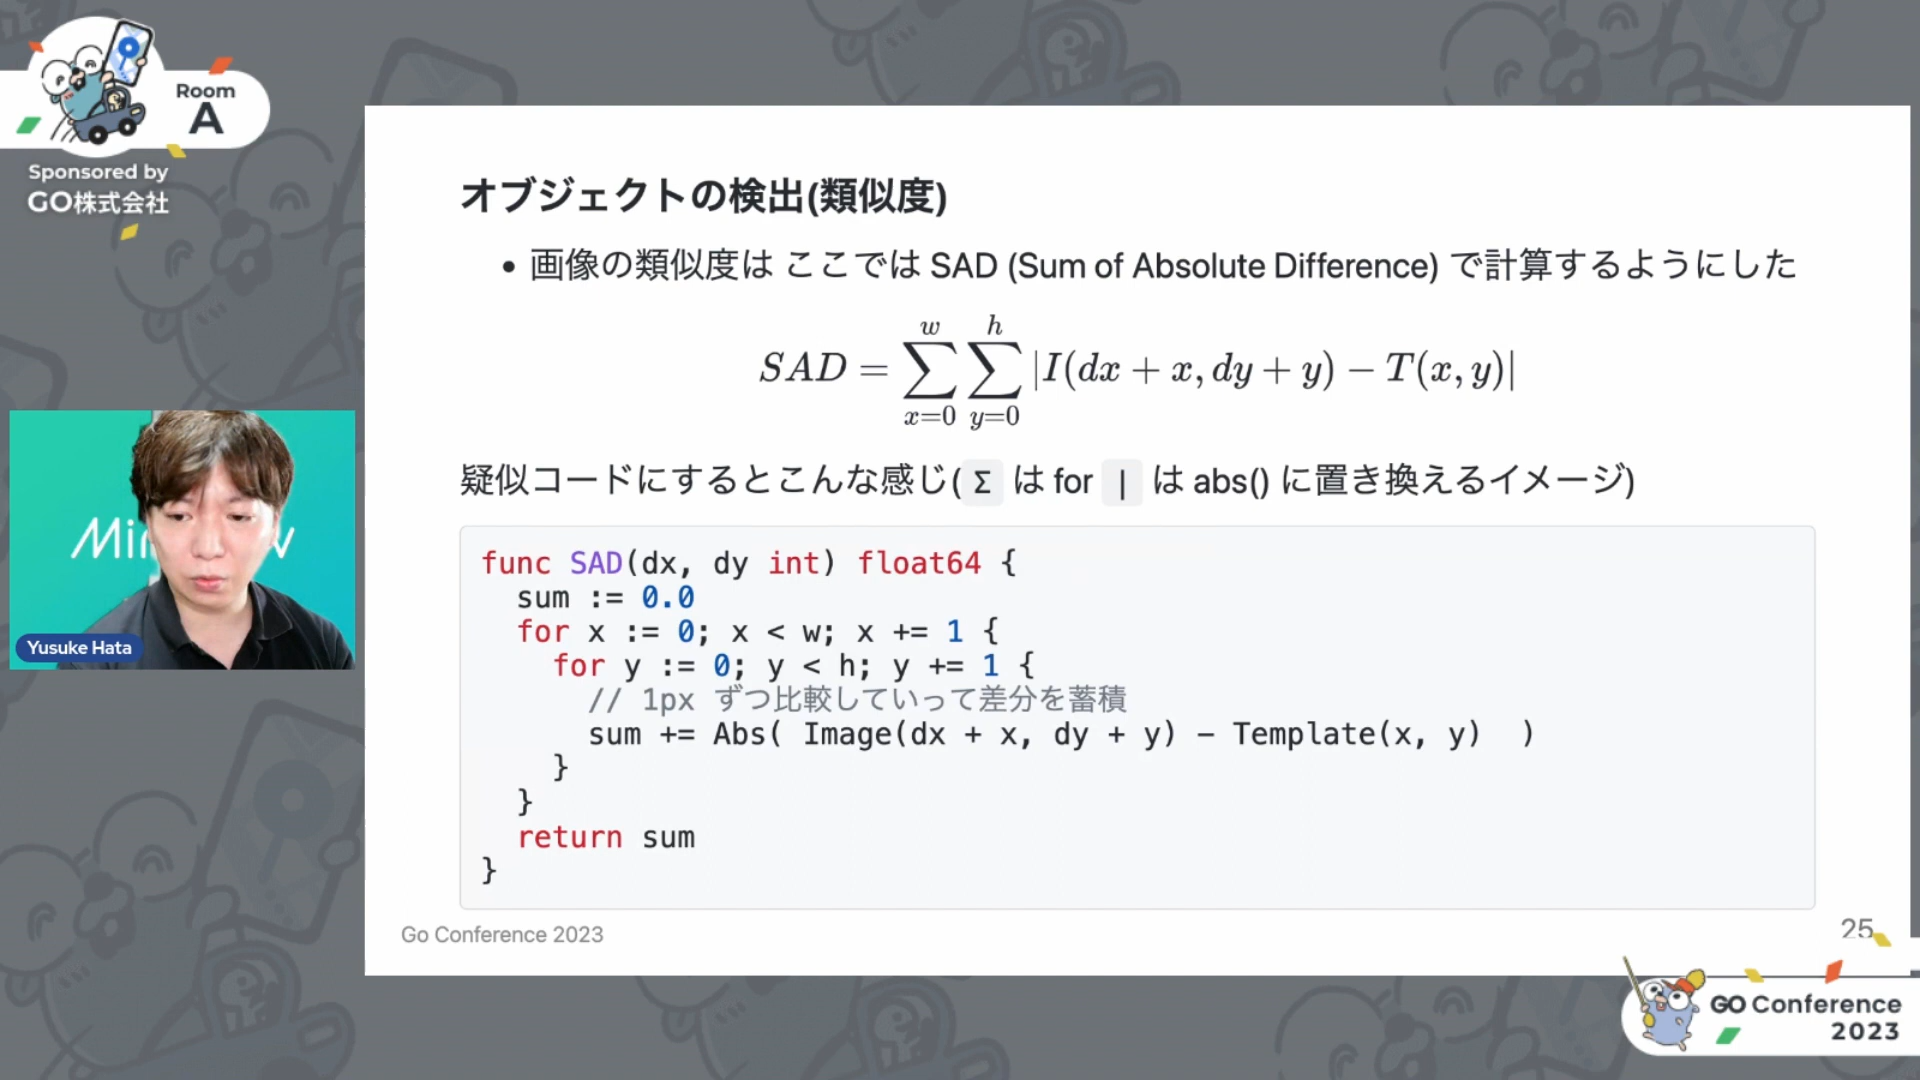 Room
A
Sponsored by
GO株式会社
オブジェクトの検出(類似度)
• 画像の類似度は ここでは SAD (Sum of Absolute Difference) で計算するようにした
SAD = \sum_{x=0}^{w} \sum_{y=0}^{h} |I(dx + x, dy + y) − T(x, y)|
疑似コードにするとこんな感じ( Σ は for | は abs() に置き換えるイメージ)
func SAD(dx, dy int) float64 {
  sum := 0.0
  for x := 0; x < w; x += 1 {
    for y := 0; y < h; y += 1 {
      // 1px ずつ比較していって差分を蓄積
      sum += Abs( Image(dx + x, dy + y) - Template(x, y)  )
    }
  }
  return sum
}
Yusuke Hata
Go Conference 2023
25
GO Conference
2023